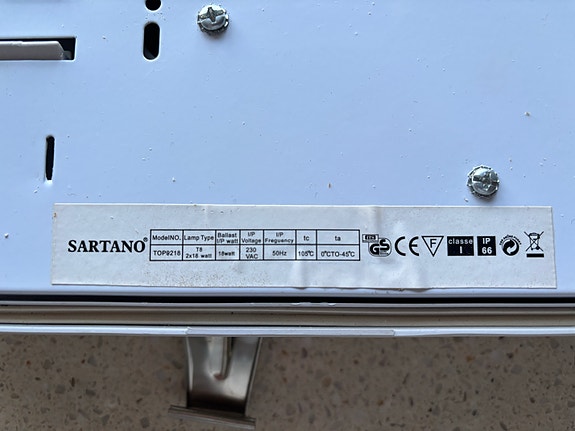 SARTANO®
ModelNO. Lamp Type Ballast I/P watt I/P Voltage I/P Frequency tc ta
TOP9218 T8 2x18 watt 18watt 230 VAC 50Hz 105℃ 0℃TO-45℃
GS CE F classe I IP 66